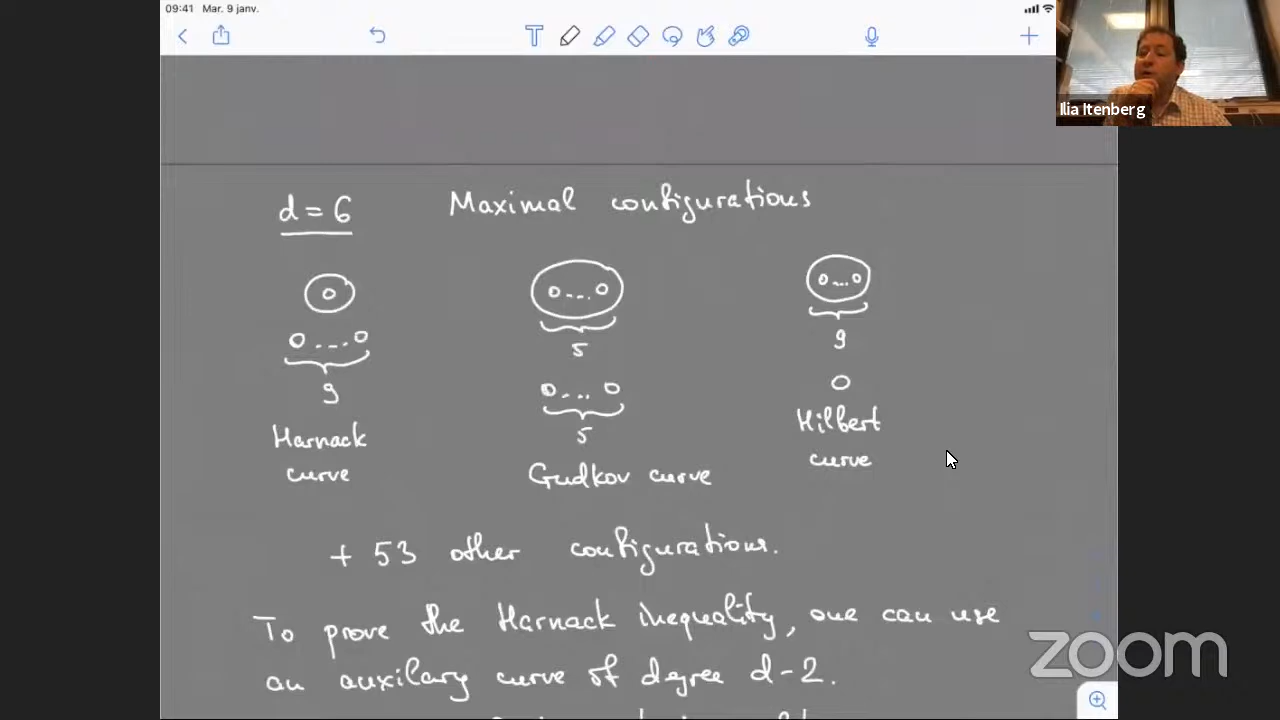 09:41 Mar. 9 janv.
Ilia Itenberg
d = 6 Maximal configurations
9
5
9
5
Harnack curve
Gudkov curve
Hilbert curve
+ 53 other configurations.
To prove the Harnack inequality, one can use
an auxilary curve of degree d-2.
zoom